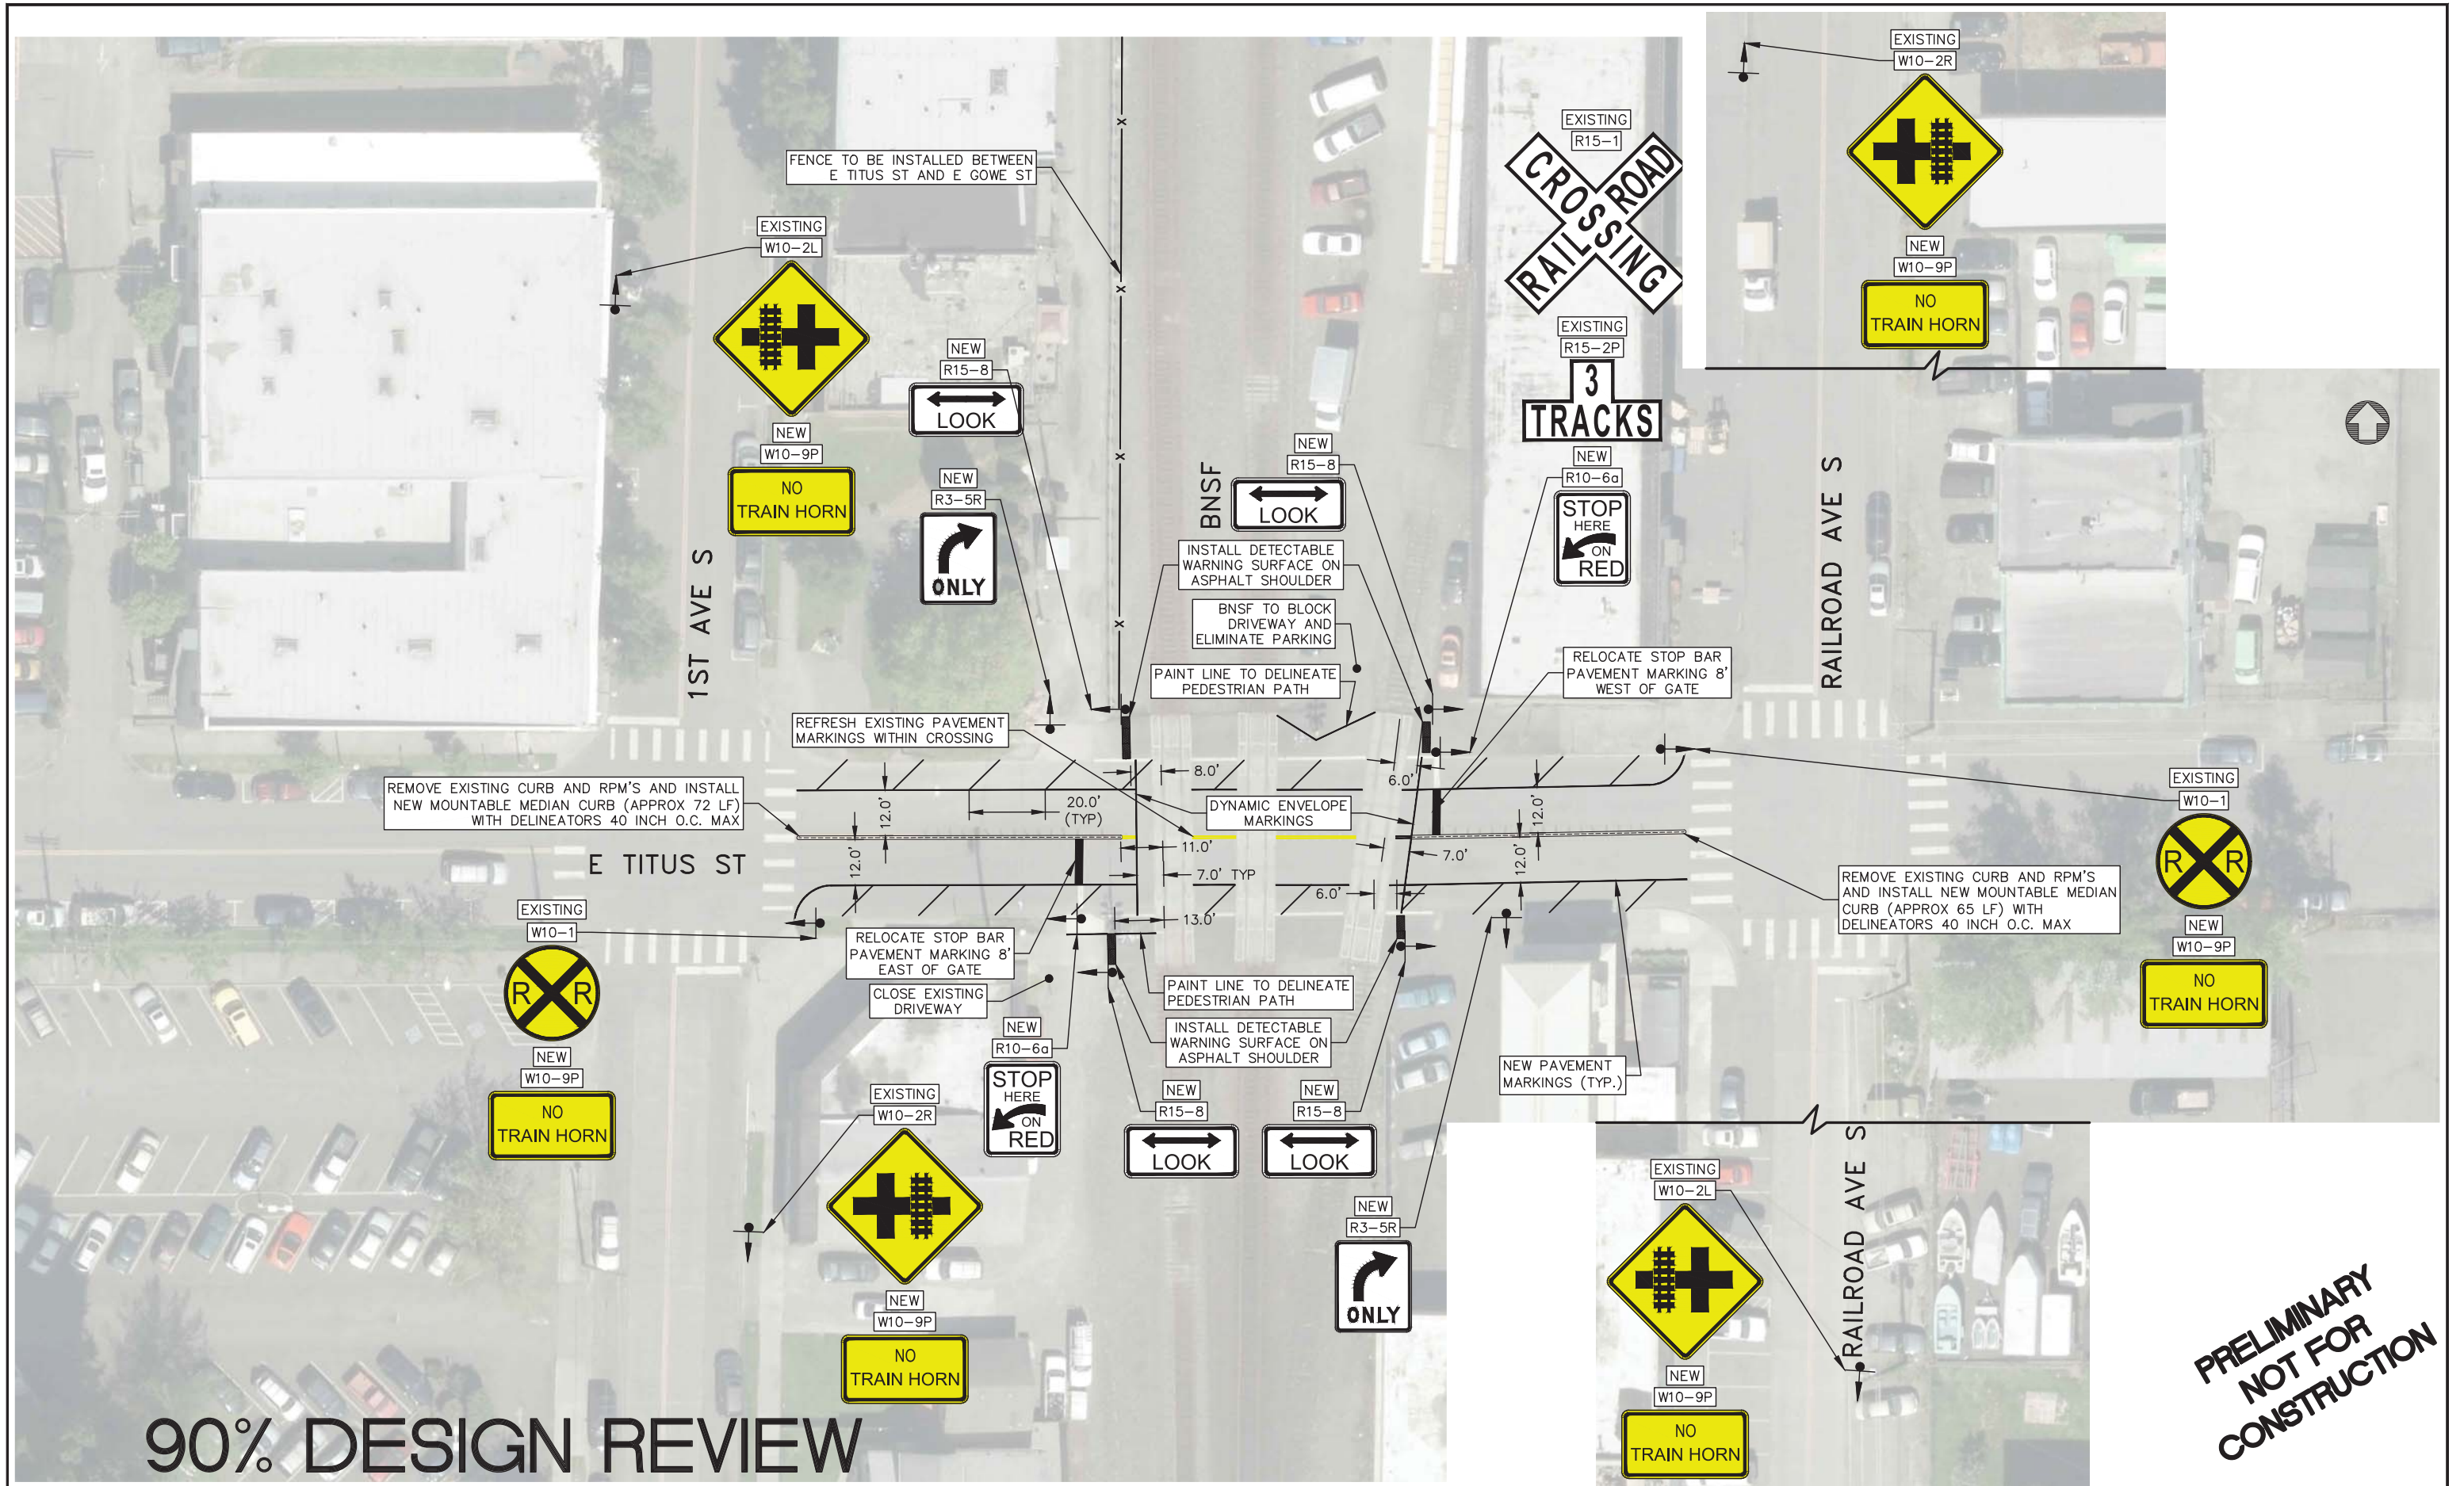 EXISTING
W10-2R
NEW
W10-9P
NO
TRAIN HORN
EXISTING
R15-1
RAILROAD
CROSSING
EXISTING
R15-2P
3
TRACKS
NEW
R10-6a
STOP
HERE
ON
RED
FENCE TO BE INSTALLED BETWEEN
E TITUS ST AND E GOWE ST
EXISTING
W10-2L
NEW
W10-9P
NO
TRAIN HORN
NEW
R15-8
LOOK
NEW
R3-5R
ONLY
BNSF
NEW
R15-8
LOOK
INSTALL DETECTABLE
WARNING SURFACE ON
ASPHALT SHOULDER
BNSF TO BLOCK
DRIVEWAY AND
ELIMINATE PARKING
PAINT LINE TO DELINEATE
PEDESTRIAN PATH
RELOCATE STOP BAR
PAVEMENT MARKING 8'
WEST OF GATE
1ST AVE S
RAILROAD AVE S
REFRESH EXISTING PAVEMENT
MARKINGS WITHIN CROSSING
REMOVE EXISTING CURB AND RPM'S AND INSTALL
NEW MOUNTABLE MEDIAN CURB (APPROX 72 LF)
WITH DELINEATORS 40 INCH O.C. MAX
8.0'
6.0'
12.0'
20.0'
(TYP)
DYNAMIC ENVELOPE
MARKINGS
12.0'
E TITUS ST
12.0'
11.0'
7.0' TYP
7.0'
12.0'
6.0'
13.0'
EXISTING
W10-1
R R
NEW
W10-9P
NO
TRAIN HORN
REMOVE EXISTING CURB AND RPM'S
AND INSTALL NEW MOUNTABLE MEDIAN
CURB (APPROX 65 LF) WITH
DELINEATORS 40 INCH O.C. MAX
EXISTING
W10-1
R R
NEW
W10-9P
NO
TRAIN HORN
RELOCATE STOP BAR
PAVEMENT MARKING 8'
EAST OF GATE
CLOSE EXISTING
DRIVEWAY
NEW
R10-6a
STOP
HERE
ON
RED
PAINT LINE TO DELINEATE
PEDESTRIAN PATH
INSTALL DETECTABLE
WARNING SURFACE ON
ASPHALT SHOULDER
NEW
R15-8
LOOK
NEW
R15-8
LOOK
NEW PAVEMENT
MARKINGS (TYP.)
EXISTING
W10-2R
NEW
W10-9P
NO
TRAIN HORN
NEW
R3-5R
ONLY
EXISTING
W10-2L
NEW
W10-9P
NO
TRAIN HORN
RAILROAD AVE S
90% DESIGN REVIEW
PRELIMINARY
NOT FOR
CONSTRUCTION